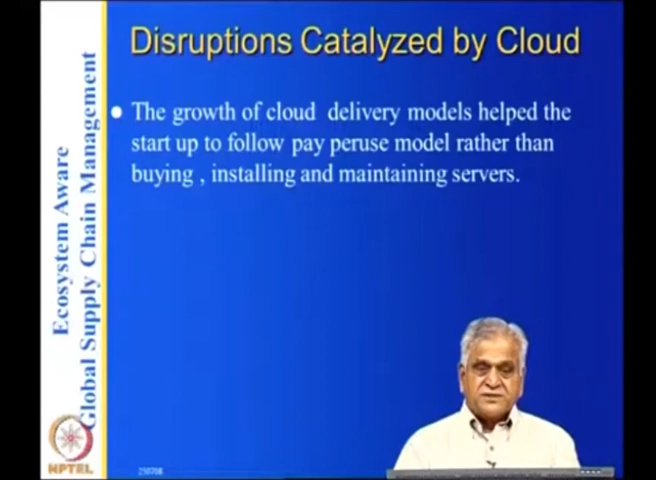 Disruptions Catalyzed by Cloud
The growth of cloud delivery models helped the
start up to follow pay peruse model rather than
buying , installing and maintaining servers.
Ecosystem Aware
Global Supply Chain Management
NPTEL